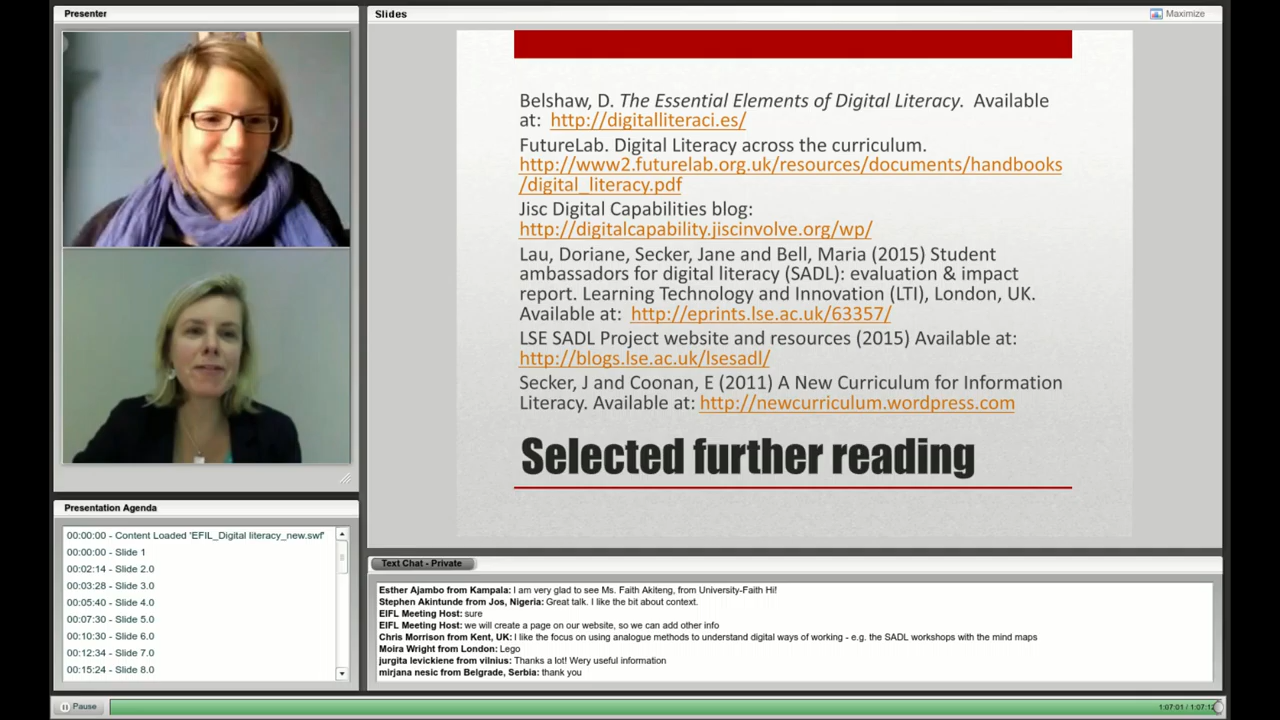 Presenter
Slides
Maximize
Belshaw, D. The Essential Elements of Digital Literacy. Available
at: http://digitalliteraci.es/
FutureLab. Digital Literacy across the curriculum.
http://www2.futurelab.org.uk/resources/documents/handbooks
/digital_literacy.pdf
Jisc Digital Capabilities blog:
http://digitalcapability.jiscinvolve.org/wp/
Lau, Doriane, Secker, Jane and Bell, Maria (2015) Student
ambassadors for digital literacy (SADL): evaluation & impact
report. Learning Technology and Innovation (LTI), London, UK.
Available at: http://eprints.lse.ac.uk/63357/
LSE SADL Project website and resources (2015) Available at:
http://blogs.lse.ac.uk/lsesadl/
Secker, J and Coonan, E (2011) A New Curriculum for Information
Literacy. Available at: http://newcurriculum.wordpress.com
Selected further reading
Presentation Agenda
00:00:00 - Content Loaded 'EFIL_Digital literacy_new.swf'
00:00:00 - Slide 1
00:02:14 - Slide 2.0
00:03:28 - Slide 3.0
00:05:40 - Slide 4.0
00:07:30 - Slide 5.0
00:10:30 - Slide 6.0
00:12:34 - Slide 7.0
00:15:24 - Slide 8.0
Text Chat - Private
Esther Ajambo from Kampala: I am very glad to see Ms. Faith Akiteng, from University-Faith Hi!
Stephen Akintunde from Jos, Nigeria: Great talk. I like the bit about context.
EIFL Meeting Host: sure
EIFL Meeting Host: we will create a page on our website, so we can add other info
Chris Morrison from Kent, UK: I like the focus on using analogue methods to understand digital ways of working - e.g. the SADL workshops with the mind maps
Moira Wright from London: Lego
jurgita levickiene from vilnius: Thanks a lot! Wery useful information
mirjana nesic from Belgrade, Serbia: thank you
Pause
1:07:01 / 1:07:12